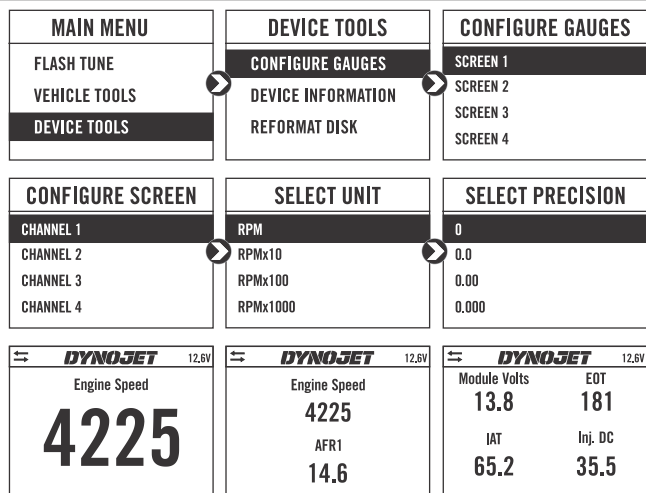 MAIN MENU
FLASH TUNE
VEHICLE TOOLS
DEVICE TOOLS
DEVICE TOOLS
CONFIGURE GAUGES
DEVICE INFORMATION
REFORMAT DISK
CONFIGURE GAUGES
SCREEN 1
SCREEN 2
SCREEN 3
SCREEN 4
CONFIGURE SCREEN
CHANNEL 1
CHANNEL 2
CHANNEL 3
CHANNEL 4
SELECT UNIT
RPM
RPMx10
RPMx100
RPMx1000
SELECT PRECISION
0
0.0
0.00
0.000
DYNOJET 12.6V
Engine Speed
4225
DYNOJET 12.6V
Engine Speed
4225
AFR1
14.6
DYNOJET 12.6V
Module Volts EOT
13.8 181
IAT Inj. DC
65.2 35.5